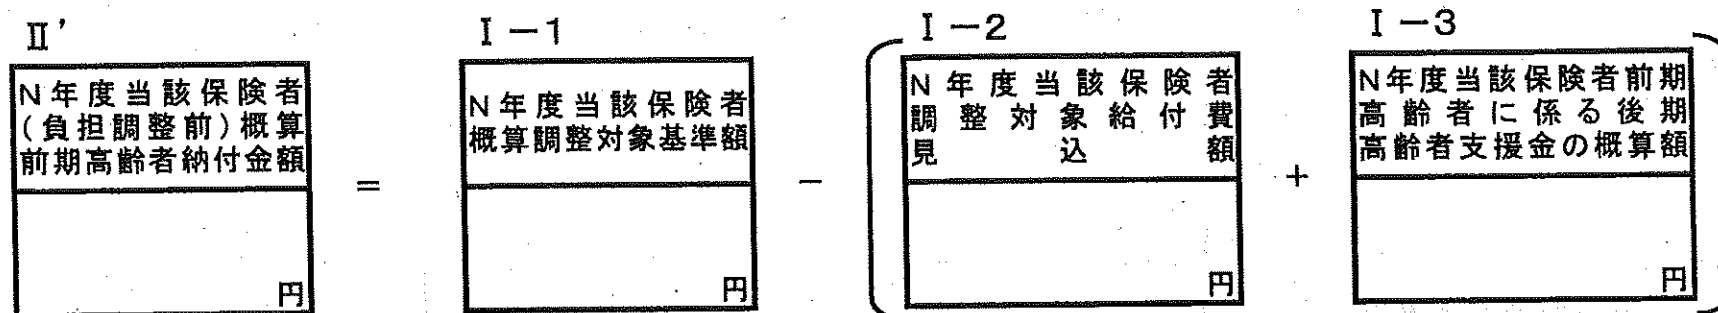 Ⅱ'
N年度当該保険者
(負担調整前)概算
前期高齢者納付金額
円
=
Ⅰ-1
N年度当該保険者
概算調整対象基準額
円
-
Ⅰ-2
N年度当該保険者
調整対象給付費
見込額
円
+
Ⅰ-3
N年度当該保険者前期
高齢者に係る後期
高齢者支援金の概算額
円